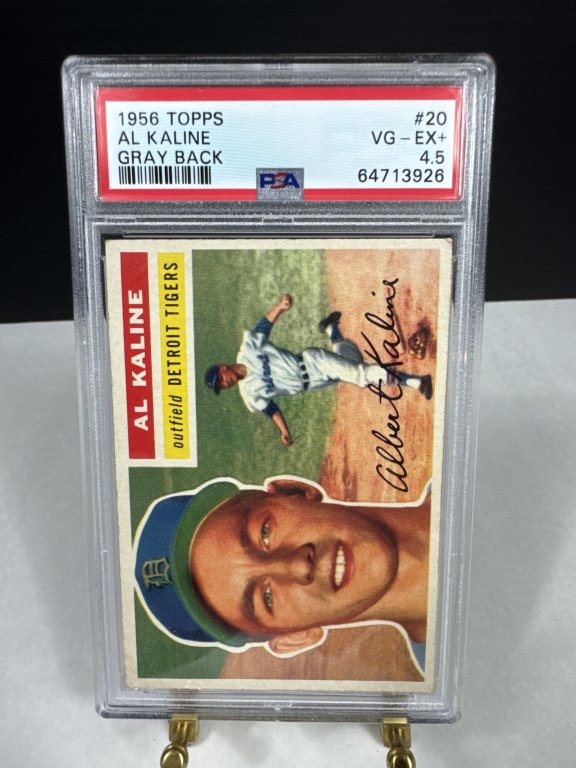 1956 TOPPS #20
AL KALINE VG - EX+
GRAY BACK 4.5
PSA 64713926
AL KALINE
outfield DETROIT TIGERS
Albert Kaline
D
Detroit